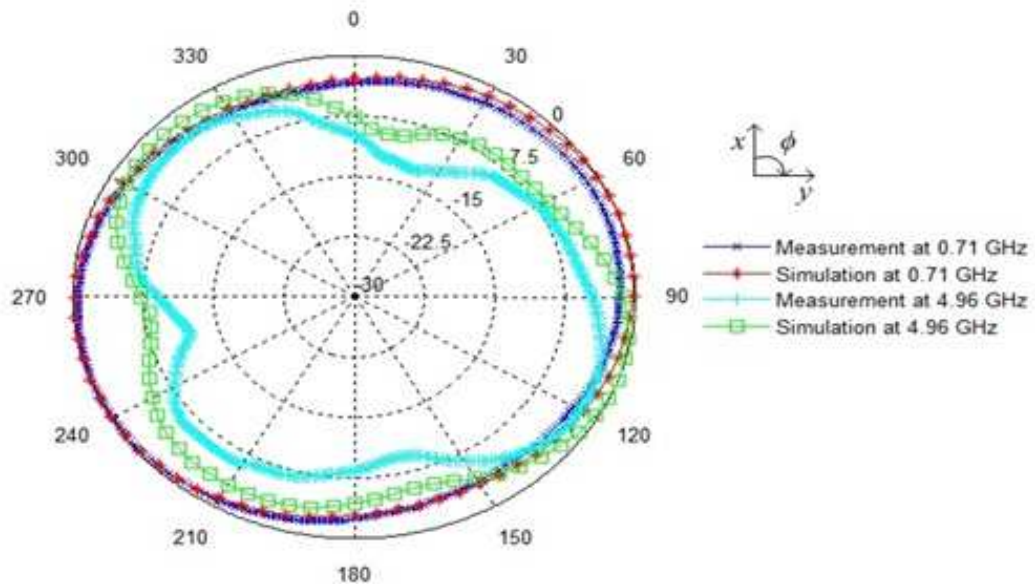 0
330
30
0
300
7.5
60
x
ϕ
-15
y
-22.5
Measurement at 0.71 GHz
270
-30
90
Simulation at 0.71 GHz
Measurement at 4.96 GHz
Simulation at 4.96 GHz
240
120
210
150
180